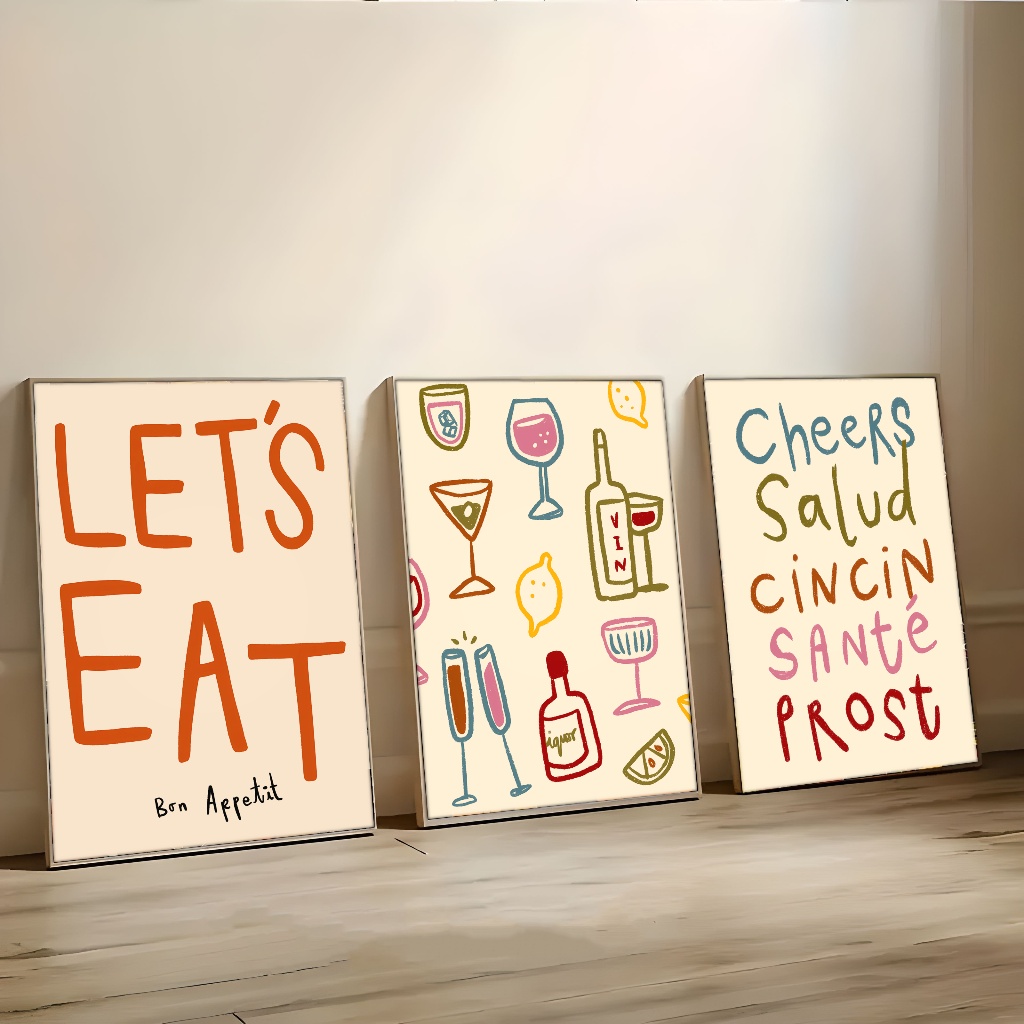 LET'S
EAT
Bon Appetit
VIN
liquor
Cheers
Salud
cincin
SANTÉ
PROST